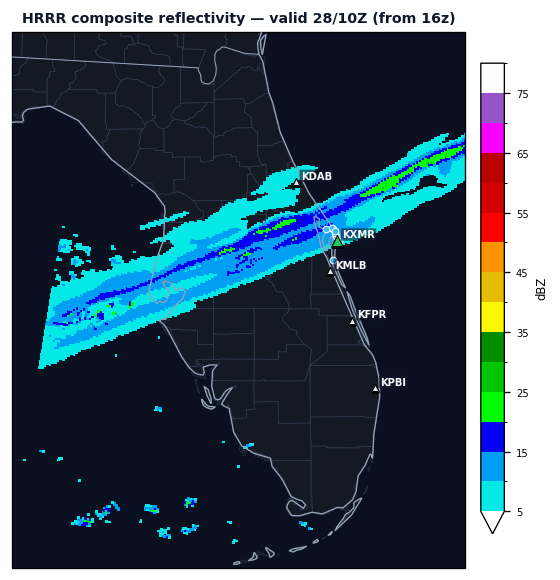 HRRR composite reflectivity — valid 28/10Z (from 16z)
KDAB
KXMR
KMLB
KFPR
KPBI
75
65
55
45
35
25
15
5
dBZ